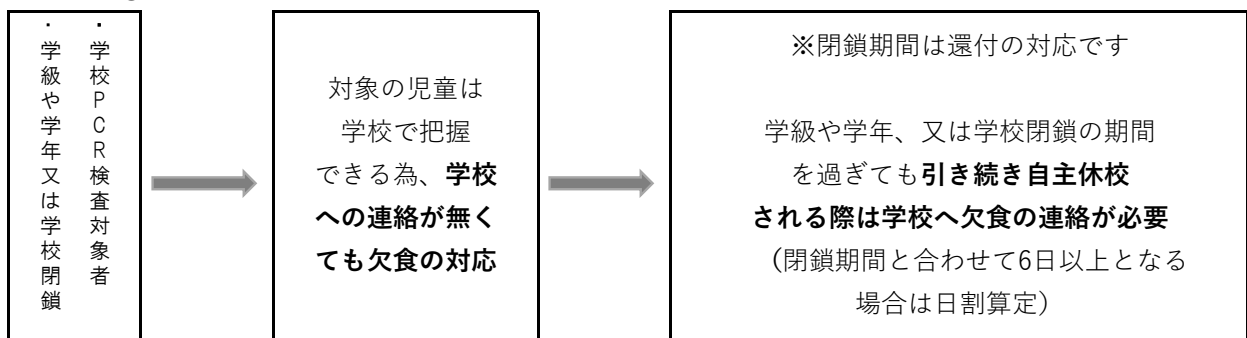 ・学校ＰＣＲ検査対象者
・学級や学年又は学校閉鎖
対象の児童は
学校で把握
できる為、学校
への連絡が無く
ても欠食の対応
※閉鎖期間は還付の対応です
学級や学年、又は学校閉鎖の期間
を過ぎても引き続き自主休校
される際は学校へ欠食の連絡が必要
（閉鎖期間と合わせて6日以上となる
場合は日割算定）